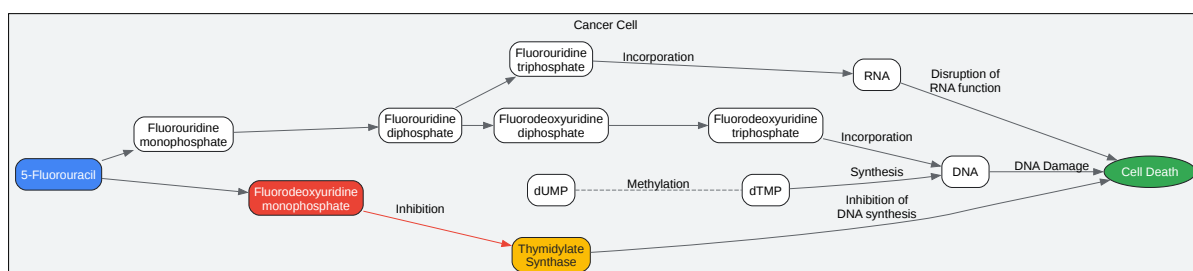 Cancer Cell
Fluorouridine
triphosphate
Incorporation
RNA
Disruption of
RNA function
Fluorouridine
monophosphate
Fluorouridine
diphosphate
Fluorodeoxyuridine
diphosphate
Fluorodeoxyuridine
triphosphate
Incorporation
5-Fluorouracil
Fluorodeoxyuridine
monophosphate
Inhibition
dUMP
Methylation
dTMP
Synthesis
DNA
DNA Damage
Cell Death
Inhibition of
DNA synthesis
Thymidylate
Synthase